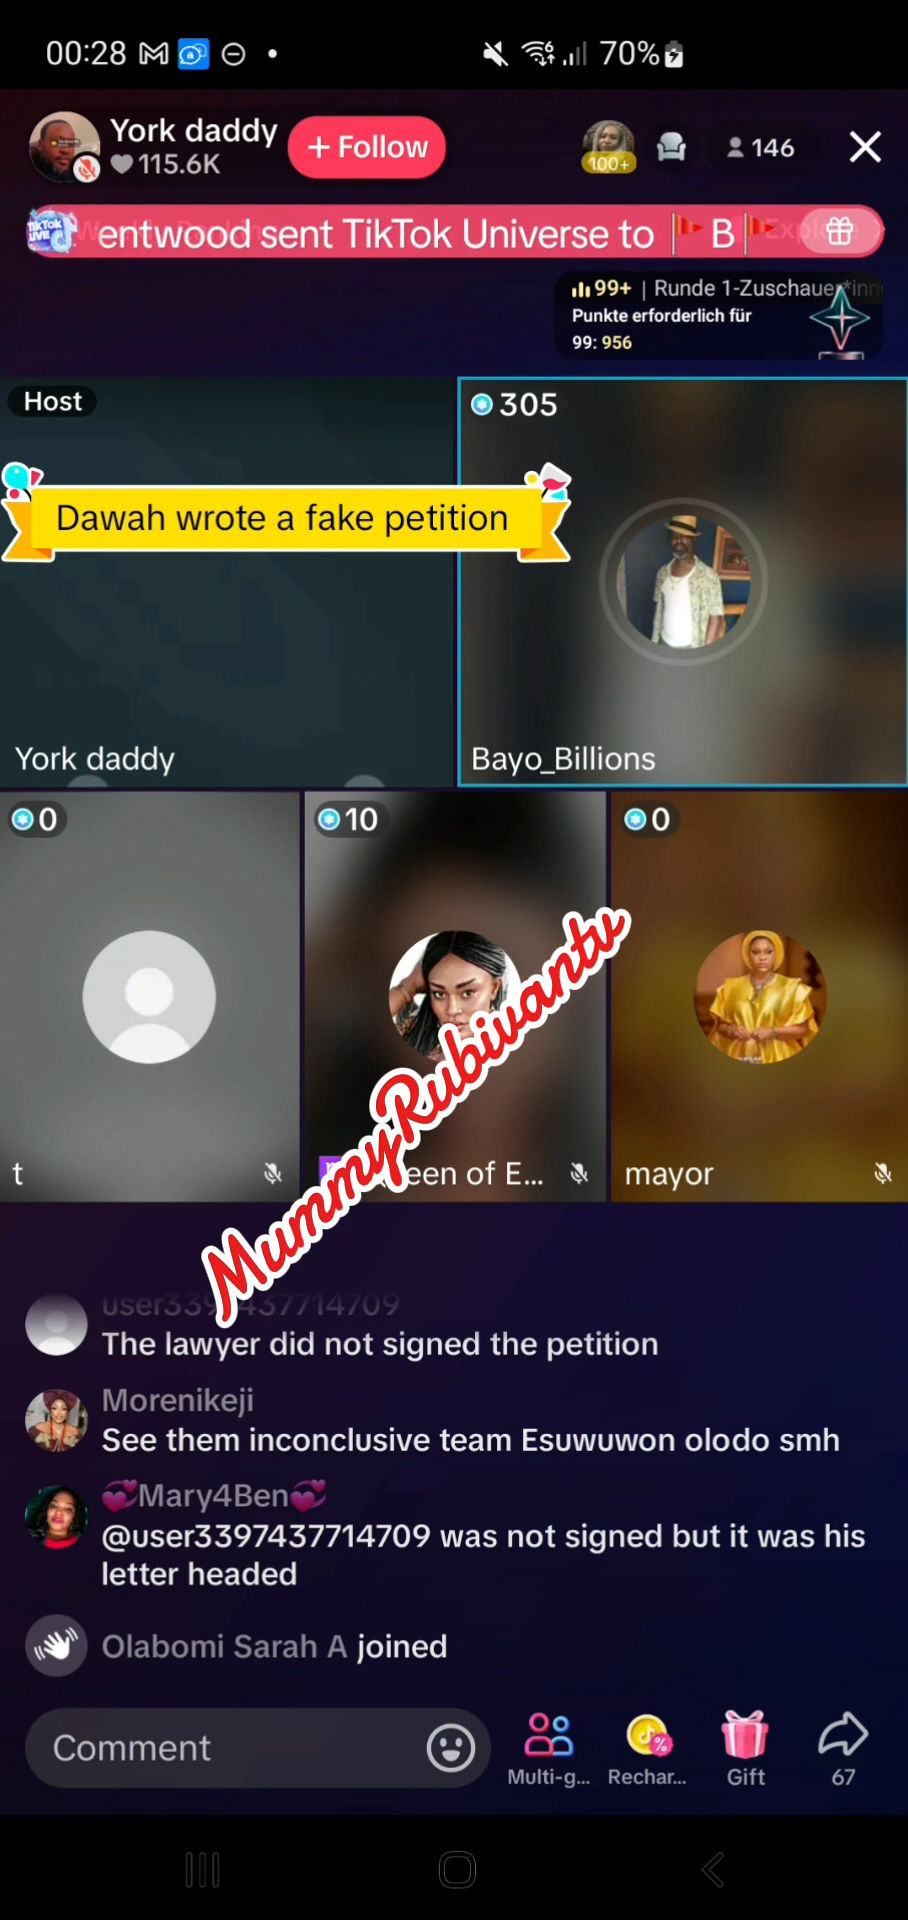 00:28
70%
York daddy
115.6K
+ Follow
100+
146
entwood sent TikTok Universe to 🚩B🚩
99+ | Runde 1-Zuschauer*inn
Punkte erforderlich für
99: 956
Host
305
Dawah wrote a fake petition
York daddy
Bayo_Billions
0
10
0
MummyRubivantv
t
een of E...
mayor
The lawyer did not signed the petition
Morenikeji
See them inconclusive team Esuwuwon olodo smh
💞Mary4Ben💞
@user3397437714709 was not signed but it was his
letter headed
Olabomi Sarah A joined
Comment
Multi-g...
Rechar...
Gift
67